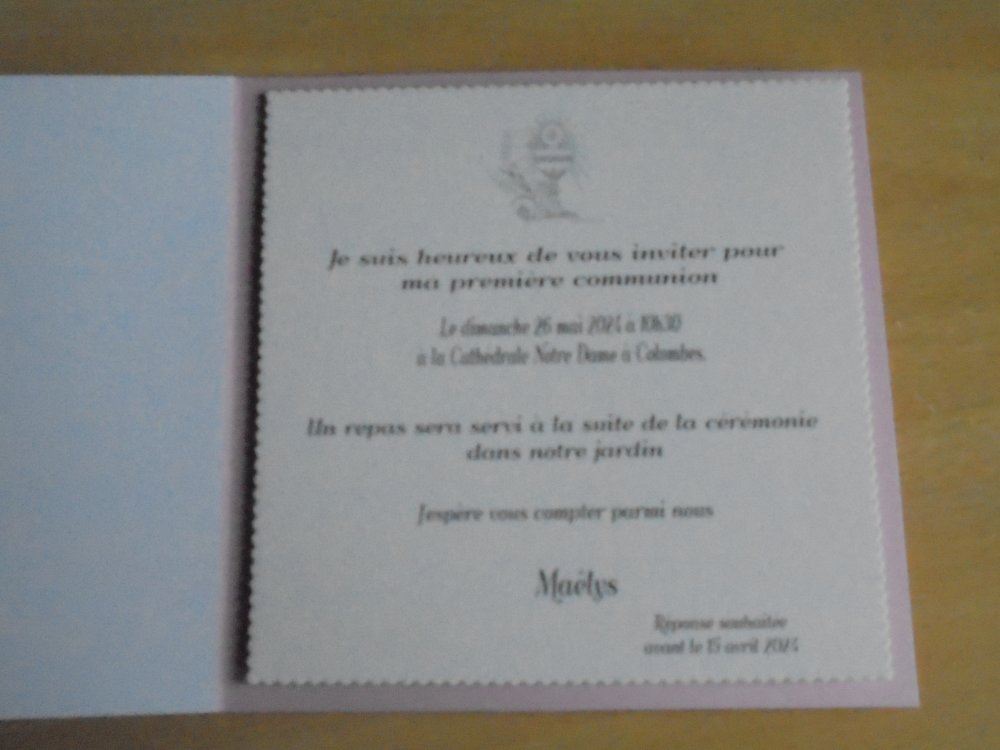 Je suis heureux de vous inviter pour
ma première communion
Le dimanche 26 mai 2024 à 10h30
a la Cathédrale Notre Dame à Colombes.
Un repas sera servi à la suite de la cérémonie
dans notre jardin
J'espère vous compter parmi nous
Maëlys
Réponse souhaitée
avant le 15 avril 2024